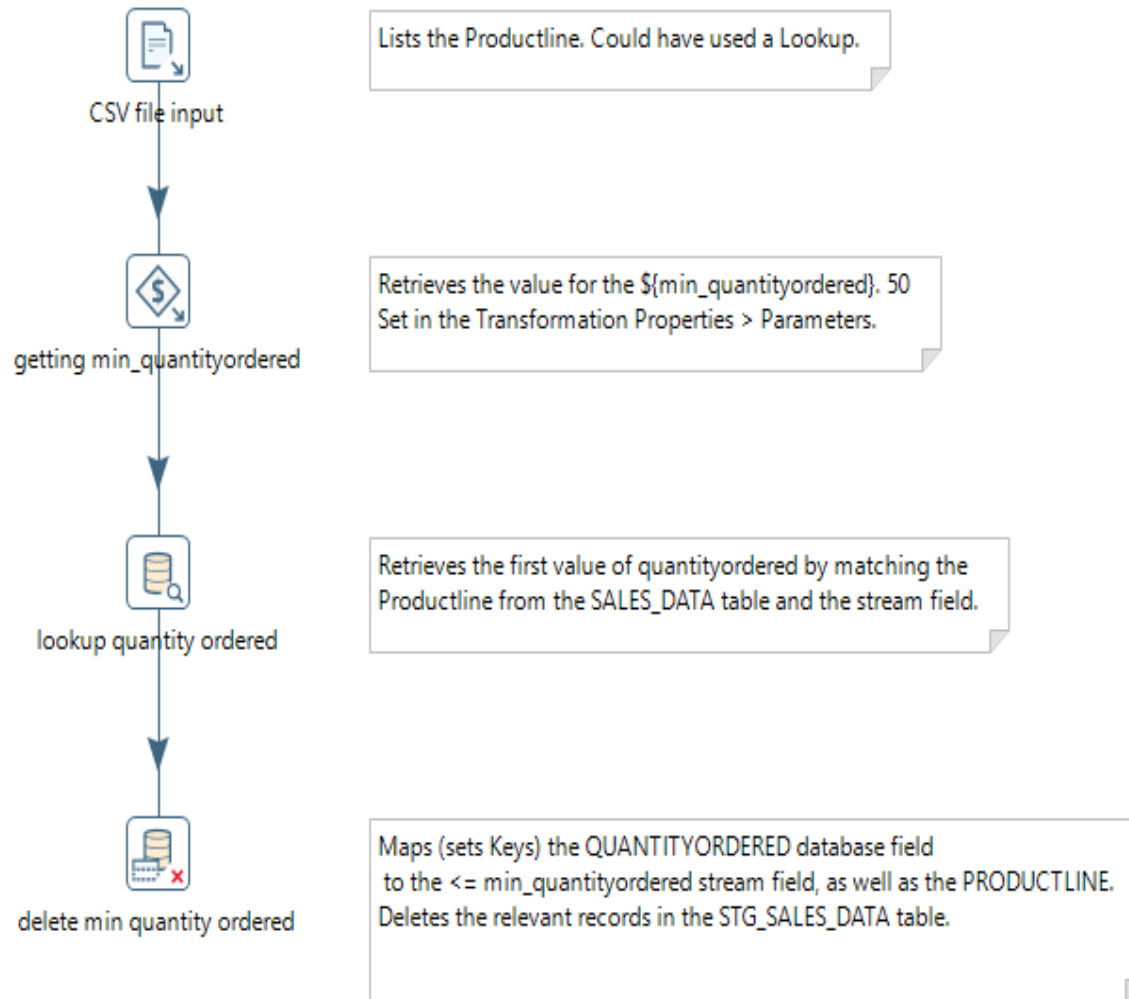 Lists the Productline. Could have used a Lookup.
CSV file input
Retrieves the value for the ${min_quantityordered}. 50
Set in the Transformation Properties > Parameters.
getting min_quantityordered
Retrieves the first value of quantityordered by matching the
Productline from the SALES_DATA table and the stream field.
lookup quantity ordered
Maps (sets Keys) the QUANTITYORDERED database field
to the <= min_quantityordered stream field, as well as the PRODUCTLINE.
Deletes the relevant records in the STG_SALES_DATA table.
delete min quantity ordered